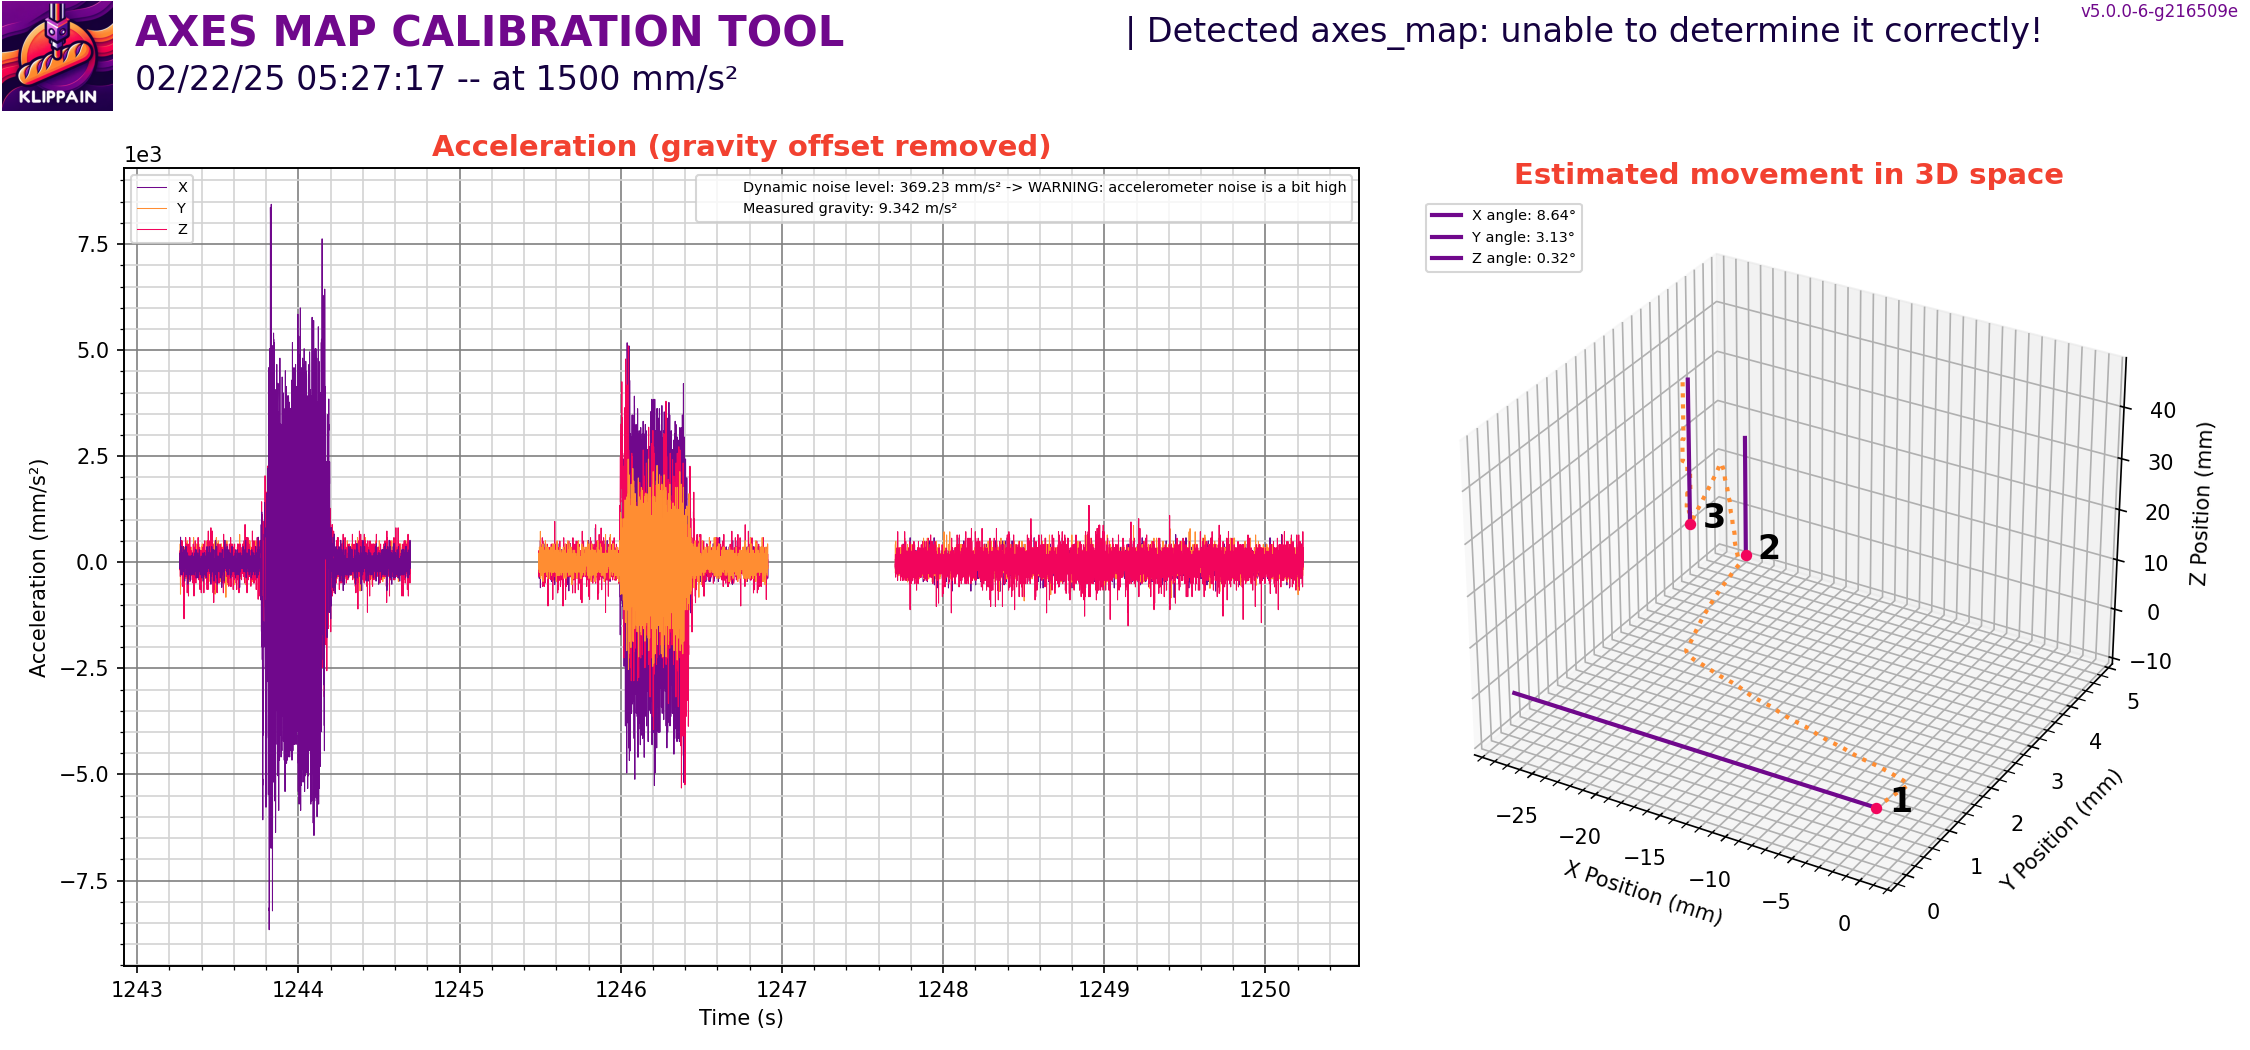 KLIPPAIN
AXES MAP CALIBRATION TOOL
02/22/25 05:27:17 -- at 1500 mm/s²
| Detected axes_map: unable to determine it correctly!
v5.0.0-6-g216509e
Acceleration (gravity offset removed)
1e3
X
Y
Z
Dynamic noise level: 369.23 mm/s² -> WARNING: accelerometer noise is a bit high
Measured gravity: 9.342 m/s²
7.5
5.0
2.5
0.0
−2.5
−5.0
−7.5
Acceleration (mm/s²)
1243
1244
1245
1246
1247
1248
1249
1250
Time (s)
Estimated movement in 3D space
X angle: 8.64°
Y angle: 3.13°
Z angle: 0.32°
3
2
1
−25
−20
−15
−10
−5
0
X Position (mm)
0
1
2
3
4
5
Y Position (mm)
−10
0
10
20
30
40
Z Position (mm)